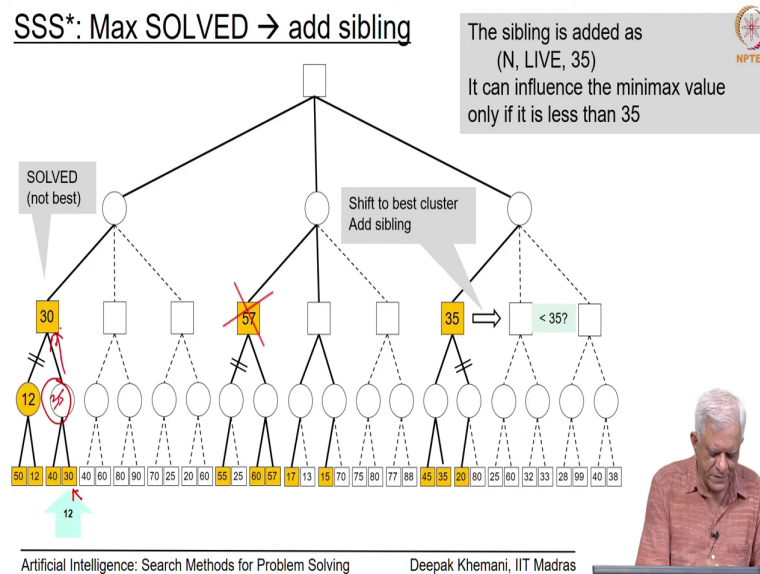 SSS*: Max SOLVED → add sibling
The sibling is added as
(N, LIVE, 35)
It can influence the minimax value
only if it is less than 35
NPTE
SOLVED
(not best)
Shift to best cluster
Add sibling
30
57
35
< 35?
12
50 12 40 30 40 60 80 90 70 25 20 60 55 25 60 57 17 13 15 70 75 80 77 88 45 35 20 80 25 60 32 33 28 99 40 38
12
Artificial Intelligence: Search Methods for Problem Solving
Deepak Khemani, IIT Madras